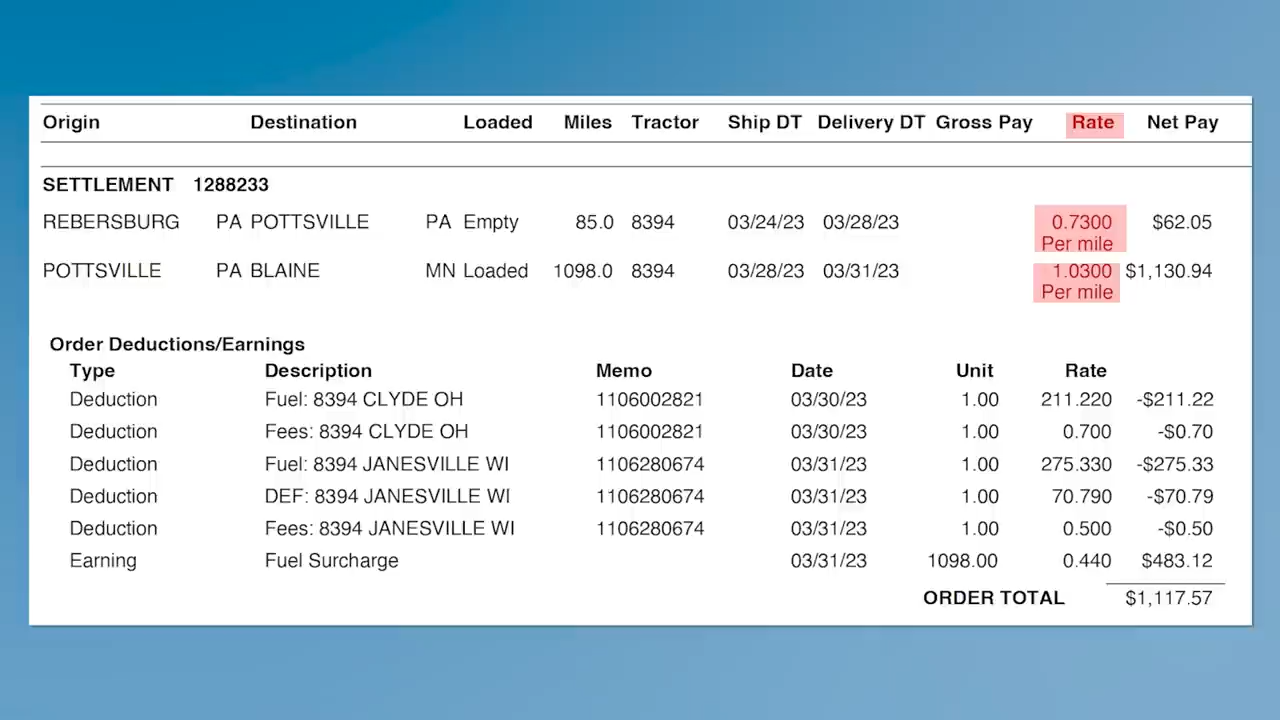 Origin Destination Loaded Miles Tractor Ship DT Delivery DT Gross Pay Rate Net Pay
SETTLEMENT 1288233
REBERSBURG PA POTTSVILLE PA Empty 85.0 8394 03/24/23 03/28/23 0.7300 $62.05
Per mile
POTTSVILLE PA BLAINE MN Loaded 1098.0 8394 03/28/23 03/31/23 1.0300 $1,130.94
Per mile
Order Deductions/Earnings
Type Description Memo Date Unit Rate
Deduction Fuel: 8394 CLYDE OH 1106002821 03/30/23 1.00 211.220 -$211.22
Deduction Fees: 8394 CLYDE OH 1106002821 03/30/23 1.00 0.700 -$0.70
Deduction Fuel: 8394 JANESVILLE WI 1106280674 03/31/23 1.00 275.330 -$275.33
Deduction DEF: 8394 JANESVILLE WI 1106280674 03/31/23 1.00 70.790 -$70.79
Deduction Fees: 8394 JANESVILLE WI 1106280674 03/31/23 1.00 0.500 -$0.50
Earning Fuel Surcharge 03/31/23 1098.00 0.440 $483.12
ORDER TOTAL $1,117.57